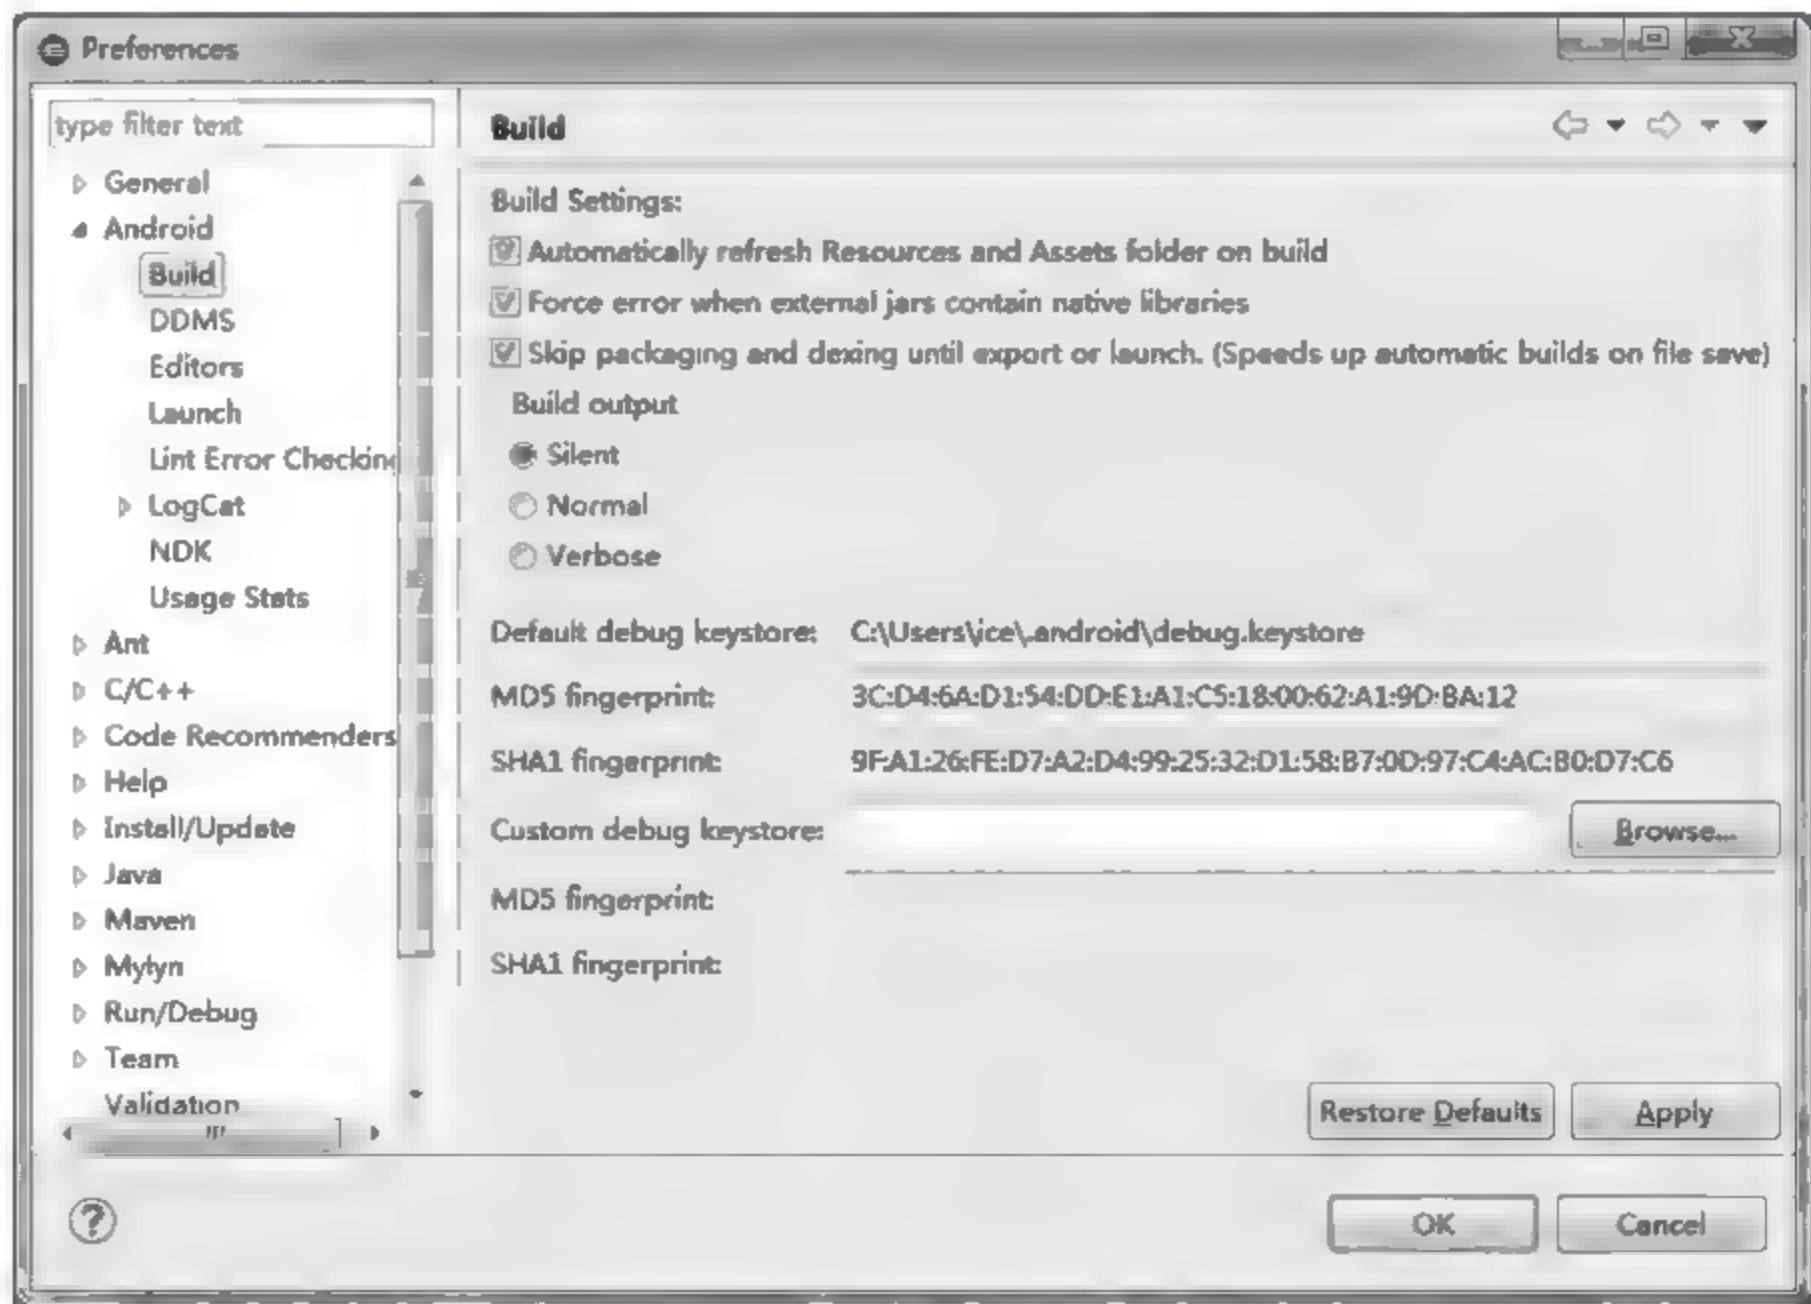 Preferences
type filter text
General
Android
Build
DDMS
Editors
Launch
Lint Error Checking
LogCat
NDK
Usage Stats
Ant
C/C++
Code Recommenders
Help
Install/Update
Java
Maven
Mylyn
Run/Debug
Team
Validation
Build
Build Settings:
Automatically refresh Resources and Assets folder on build
Force error when external jars contain native libraries
Skip packaging and dexing until export or launch. (Speeds up automatic builds on file save)
Build output
Silent
Normal
Verbose
Default debug keystore: C:\Users\ice\.android\debug.keystore
MD5 fingerprint: 3C:D4:6A:D1:54:DD:E1:A1:C5:18:00:62:A1:9D:BA:12
SHA1 fingerprint: 9F:A1:26:FE:D7:A2:D4:99:25:32:D1:58:B7:0D:97:C4:AC:B0:D7:C6
Custom debug keystore: Browse...
MD5 fingerprint:
SHA1 fingerprint:
Restore Defaults Apply
OK Cancel